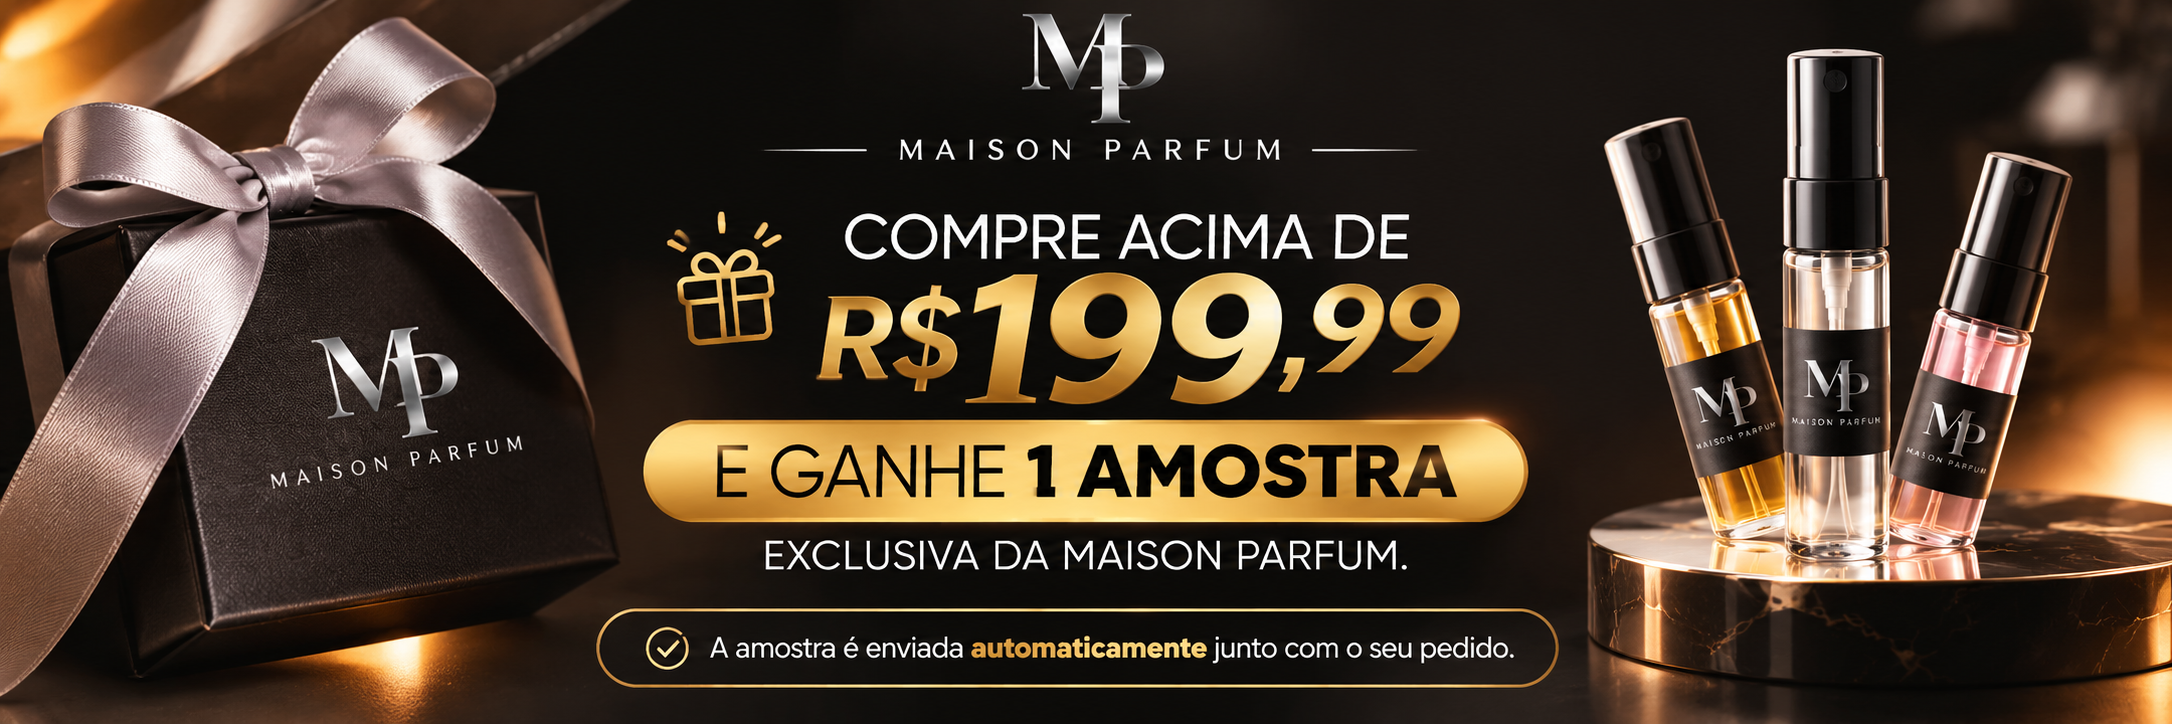 MP
MAISON PARFUM
COMPRE ACIMA DE
R$199,99
E GANHE 1 AMOSTRA
EXCLUSIVA DA MAISON PARFUM.
A amostra é enviada automaticamente junto com o seu pedido.
MP
MAISON PARFUM
MP
MAISON PARFUM
MP
MAISON PARFUM
MP
MAISON PARFUM